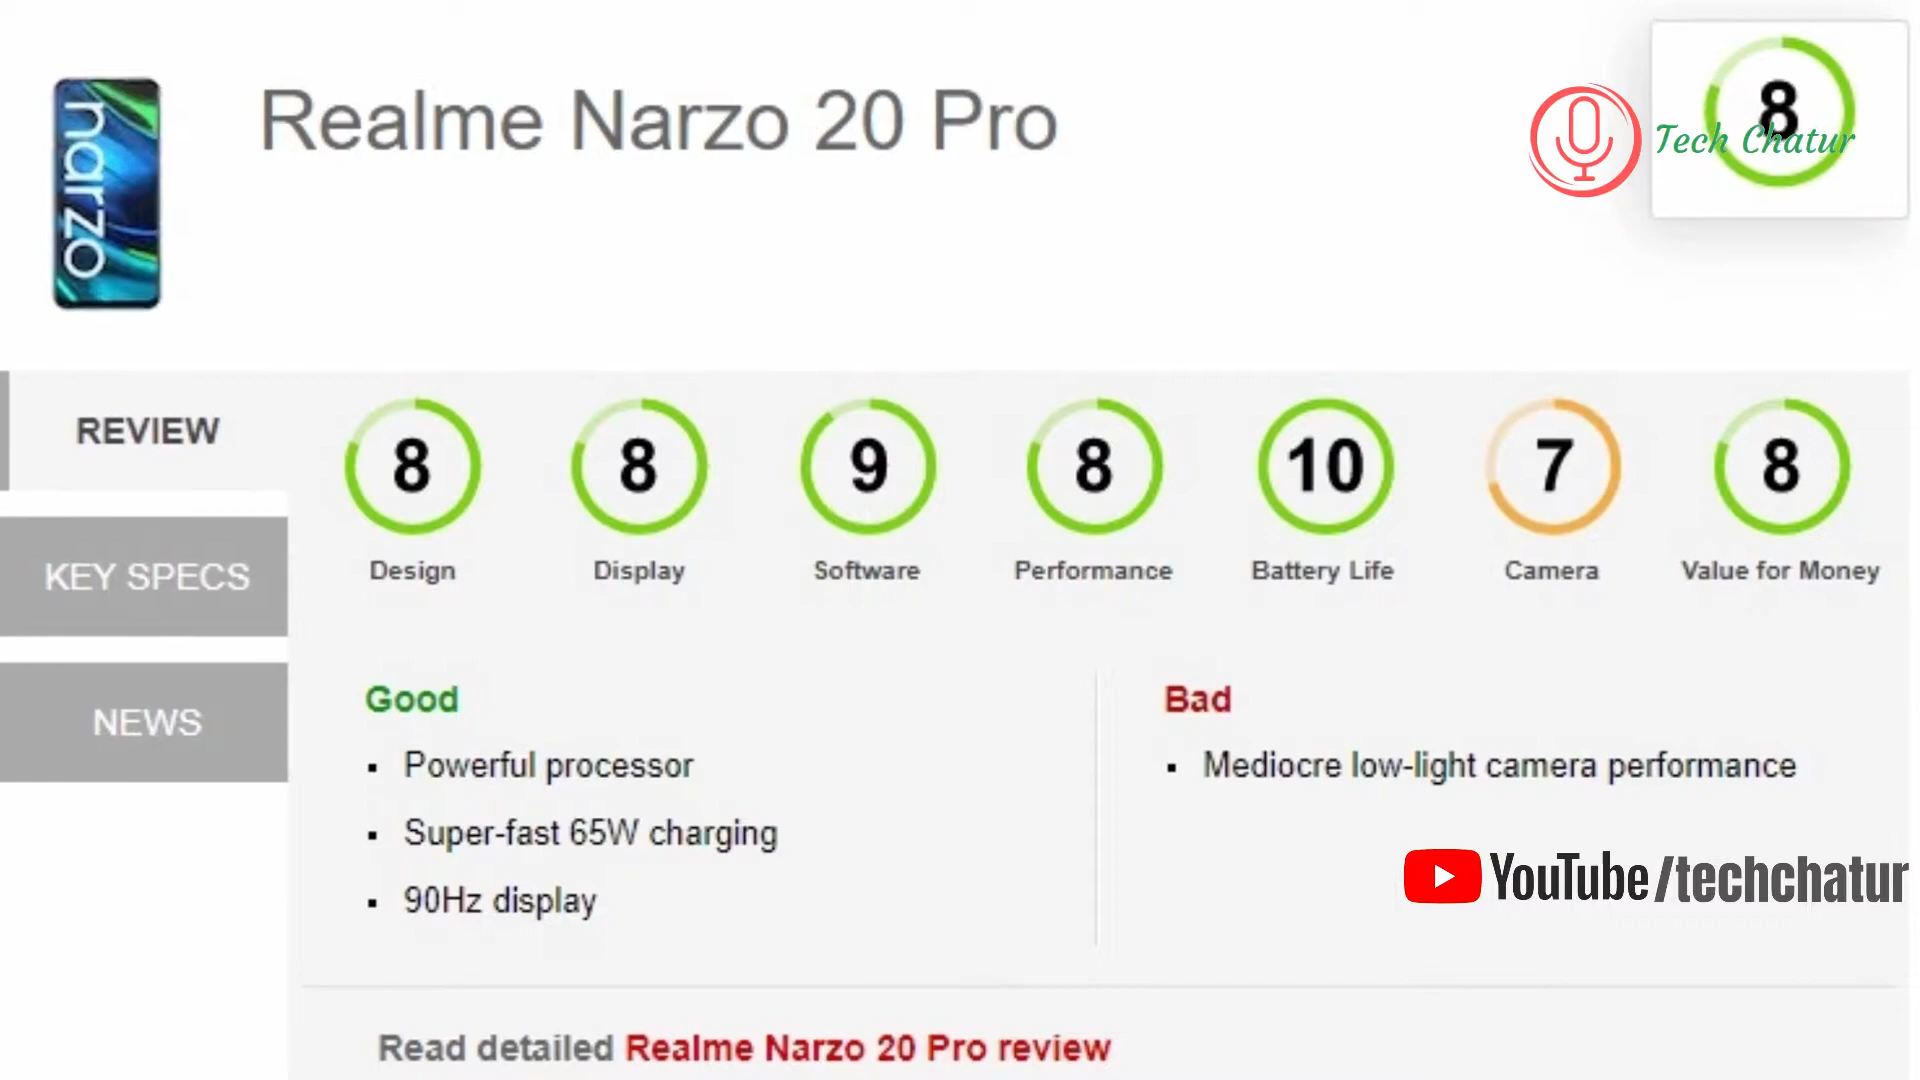 narzo
Realme Narzo 20 Pro
8
Tech Chatur
REVIEW
KEY SPECS
NEWS
8 8 9 8 10 7 8
Design Display Software Performance Battery Life Camera Value for Money
Good
▪ Powerful processor
▪ Super-fast 65W charging
▪ 90Hz display
Bad
▪ Mediocre low-light camera performance
YouTube/techchatur
Read detailed Realme Narzo 20 Pro review